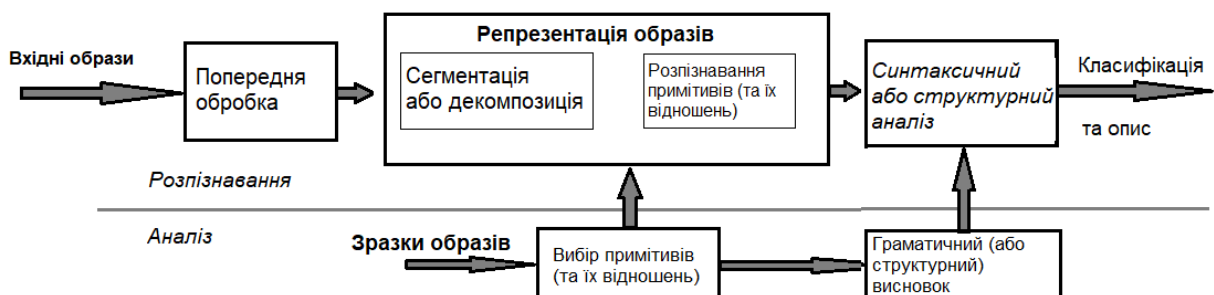 Вхідні образи
Попередня
обробка
Репрезентація образів
Сегментація
або декомпозиція
Розпізнавання
примітивів (та їх
відношень)
Синтаксичний
або структурний
аналіз
Класифікація
та опис
Розпізнавання
Аналіз
Зразки образів
Вибір примітивів
(та їх відношень)
Граматичний (або
структурний)
висновок